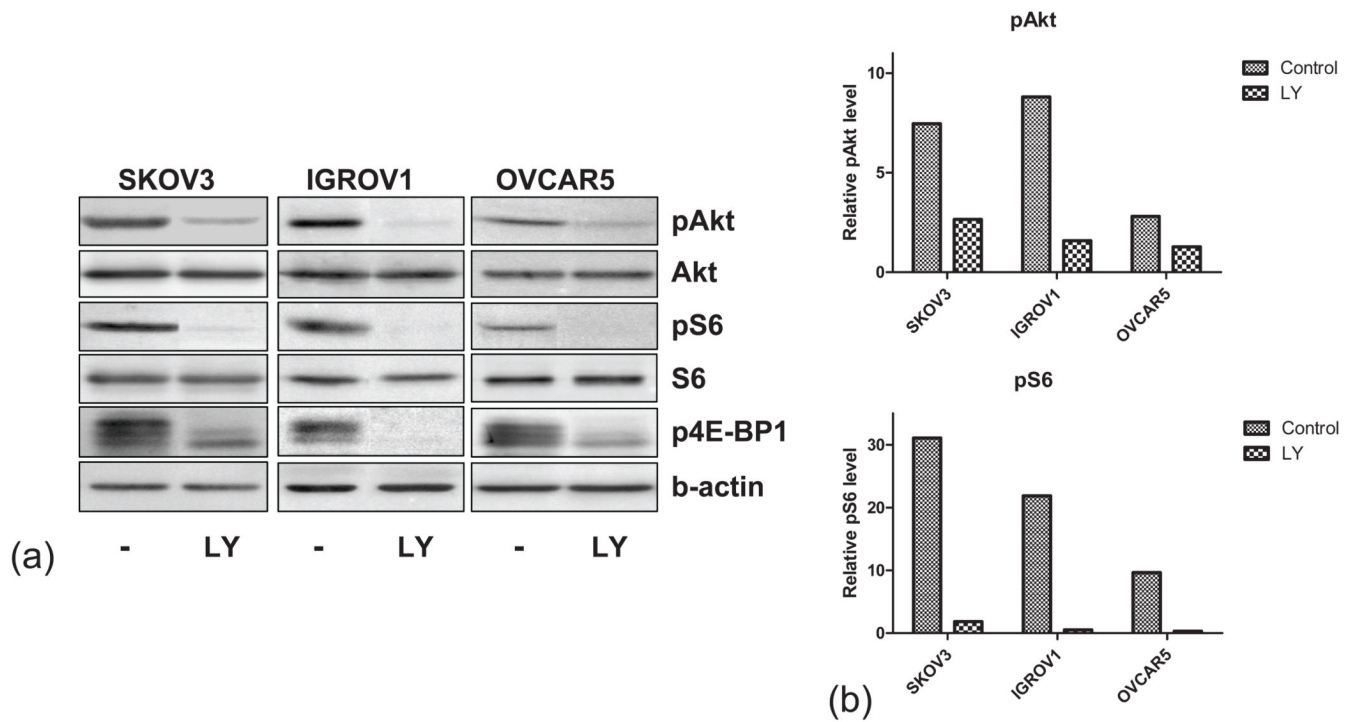 SKOV3 IGROV1 OVCAR5
pAkt
Akt
pS6
S6
p4E-BP1
b-actin
- LY - LY - LY
(a)
pAkt
Control
LY
Relative pAkt level
10
5
0
SKOV3
IGROV1
OVCAR5
pS6
Control
LY
Relative pS6 level
30
20
10
0
SKOV3
IGROV1
OVCAR5
(b)